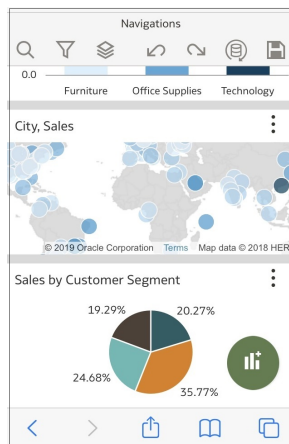 Navigations
0.0
Furniture Office Supplies Technology
City, Sales
© 2019 Oracle Corporation Terms Map data © 2018 HER
Sales by Customer Segment
19.29% 20.27%
24.68%
35.77%